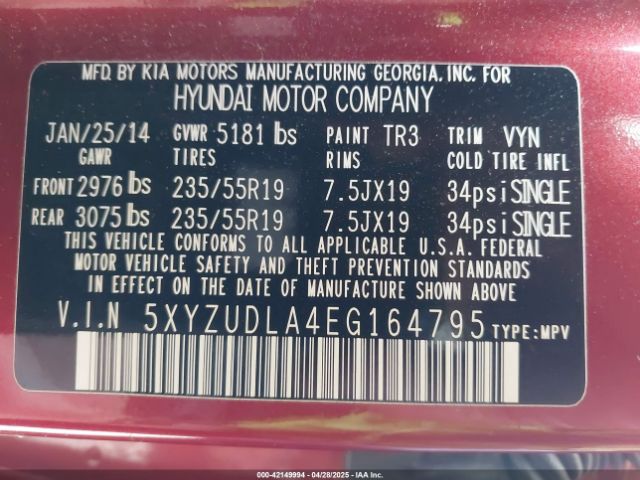 MFD. BY KIA MOTORS MANUFACTURING GEORGIA, INC. FOR
HYUNDAI MOTOR COMPANY
JAN/25/14 GVWR 5181 lbs PAINT TR3 TRIM VYN
GAWR TIRES RIMS COLD TIRE INFL
FRONT 2976 lbs 235/55R19 7.5JX19 34psi SINGLE
REAR 3075 lbs 235/55R19 7.5JX19 34psi SINGLE
THIS VEHICLE CONFORMS TO ALL APPLICABLE U.S.A. FEDERAL
MOTOR VEHICLE SAFETY AND THEFT PREVENTION STANDARDS
IN EFFECT ON THE DATE OF MANUFACTURE SHOWN ABOVE.
V.I.N 5XYZUDLA4EG164795 TYPE:MPV
000-42149994 04/28/2025 IAA Inc.